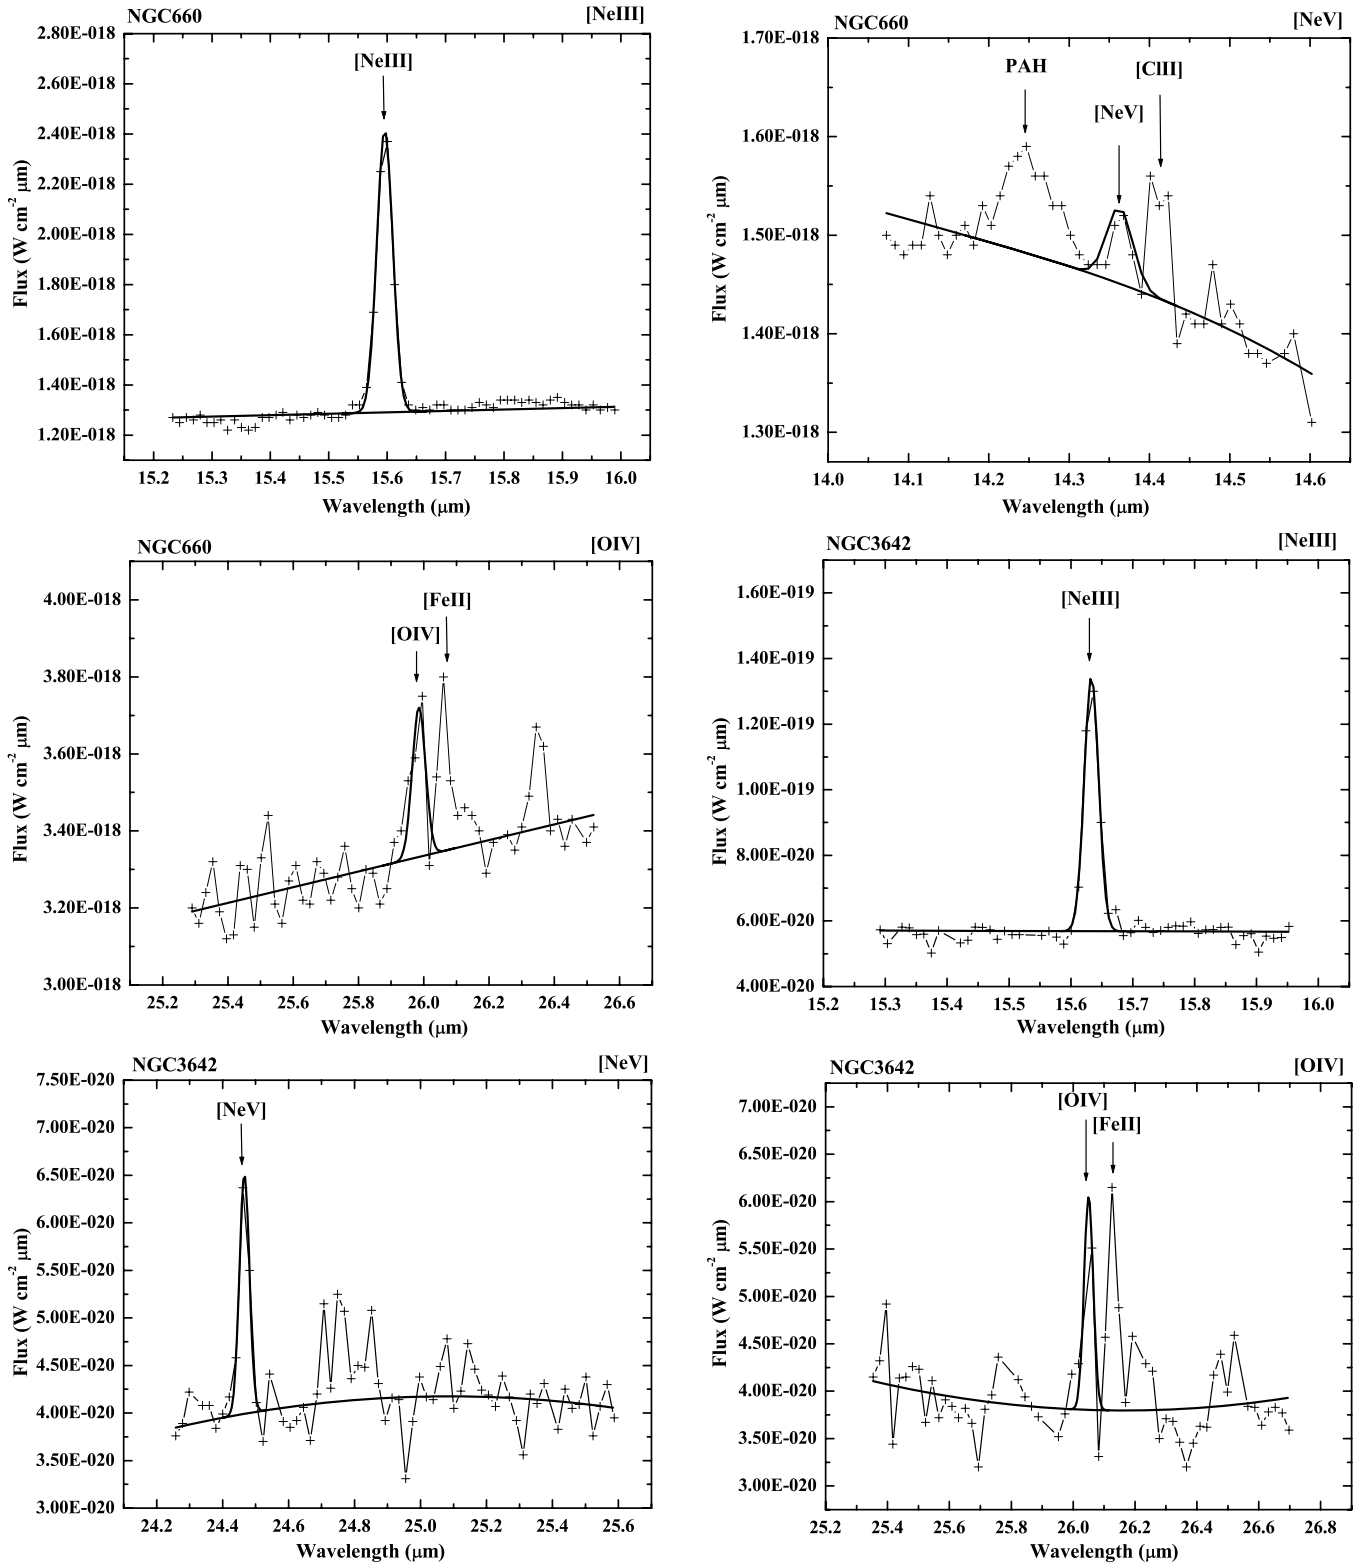 NGC660 [NeIII]
2.80E-018
2.60E-018
2.40E-018
2.20E-018
2.00E-018
1.80E-018
1.60E-018
1.40E-018
1.20E-018
Flux (W cm-2 μm)
[NeIII]
15.2 15.3 15.4 15.5 15.6 15.7 15.8 15.9 16.0
Wavelength (μm)
NGC660 [NeV]
1.70E-018
1.60E-018
1.50E-018
1.40E-018
1.30E-018
Flux (W cm-2 μm)
PAH
[NeV]
[ClII]
14.0 14.1 14.2 14.3 14.4 14.5 14.6
Wavelength (μm)
NGC660 [OIV]
4.00E-018
3.80E-018
3.60E-018
3.40E-018
3.20E-018
3.00E-018
Flux (W cm-2 μm)
[FeII]
[OIV]
25.2 25.4 25.6 25.8 26.0 26.2 26.4 26.6
Wavelength (μm)
NGC3642 [NeIII]
1.60E-019
1.40E-019
1.20E-019
1.00E-019
8.00E-020
6.00E-020
4.00E-020
Flux (W cm-2 μm)
[NeIII]
15.2 15.3 15.4 15.5 15.6 15.7 15.8 15.9 16.0
Wavelength (μm)
NGC3642 [NeV]
7.50E-020
7.00E-020
6.50E-020
6.00E-020
5.50E-020
5.00E-020
4.50E-020
4.00E-020
3.50E-020
3.00E-020
Flux (W cm-2 μm)
[NeV]
24.2 24.4 24.6 24.8 25.0 25.2 25.4 25.6
Wavelength (μm)
NGC3642 [OIV]
7.00E-020
6.50E-020
6.00E-020
5.50E-020
5.00E-020
4.50E-020
4.00E-020
3.50E-020
3.00E-020
Flux (W cm-2 μm)
[OIV]
[FeII]
25.2 25.4 25.6 25.8 26.0 26.2 26.4 26.6 26.8
Wavelength (μm)